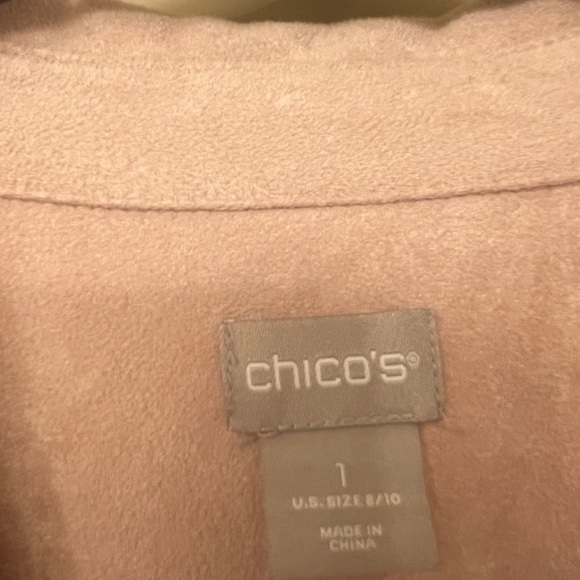 chico's®
1
U.S. SIZE 8/10
MADE IN
CHINA